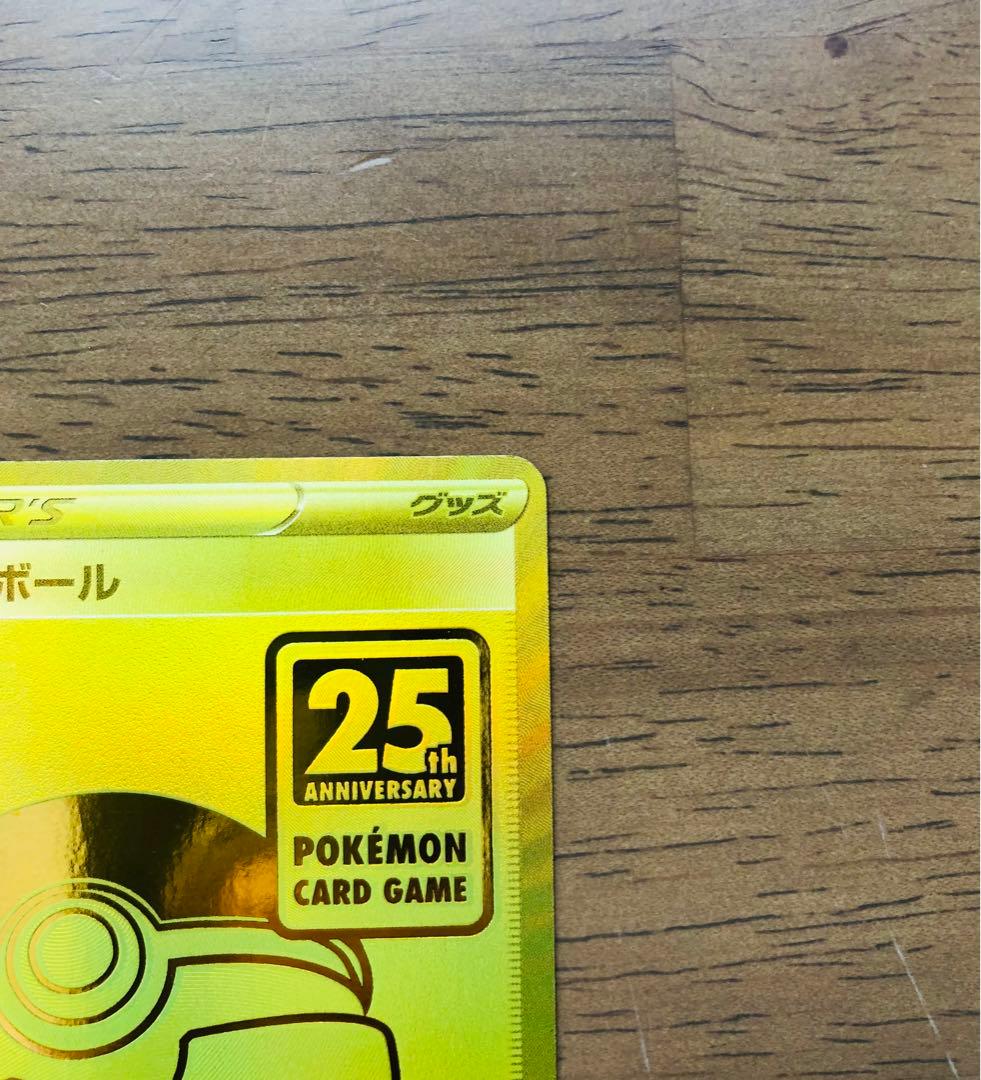 R'S グッズ
ボール
25th
ANNIVERSARY
POKÉMON
CARD GAME